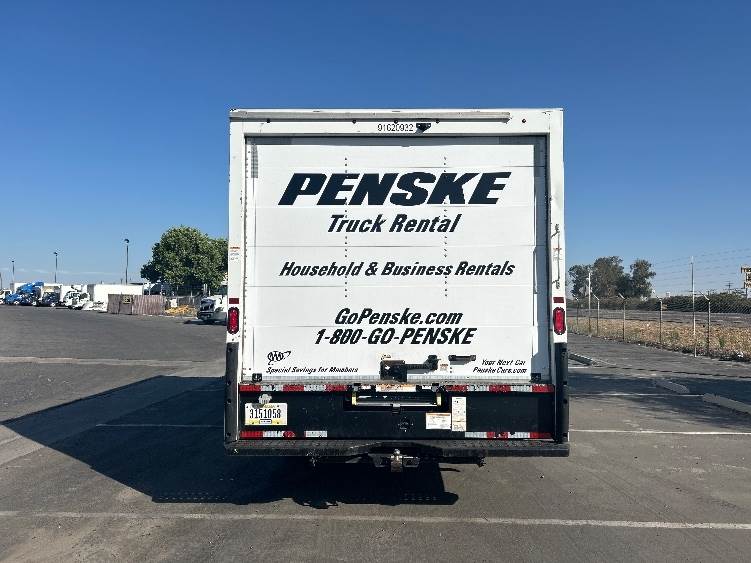 91620932
PENSKE
Truck Rental
Household & Business Rentals
GoPenske.com
1-800-GO-PENSKE
AAA
Special Savings for Members
Your Next Car
PenskeCars.com
3151058